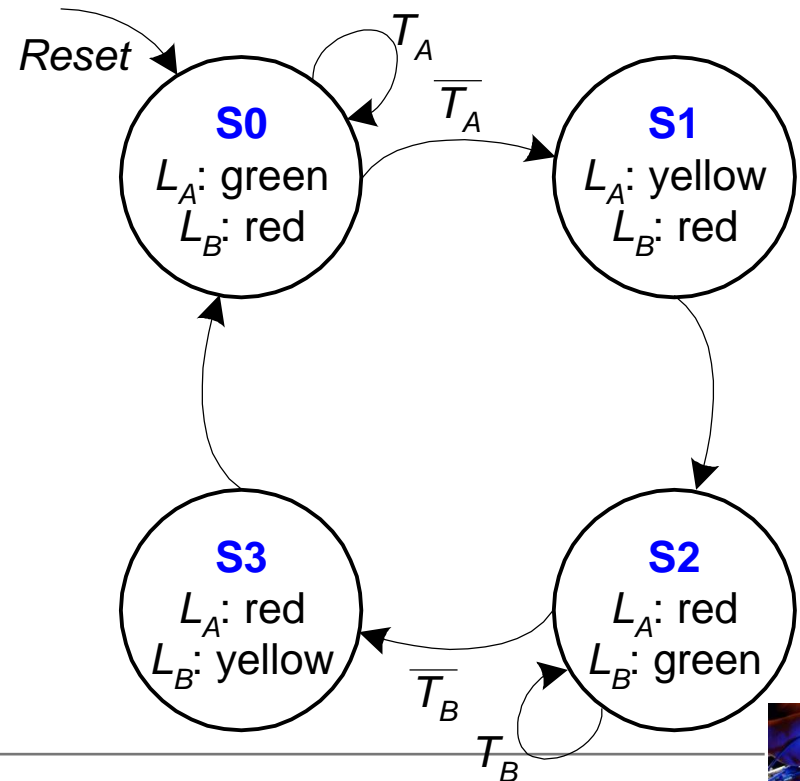 Reset
T_A
T̅_A
S0
L_A: green
L_B: red
S1
L_A: yellow
L_B: red
S3
L_A: red
L_B: yellow
S2
L_A: red
L_B: green
T̅_B
T_B